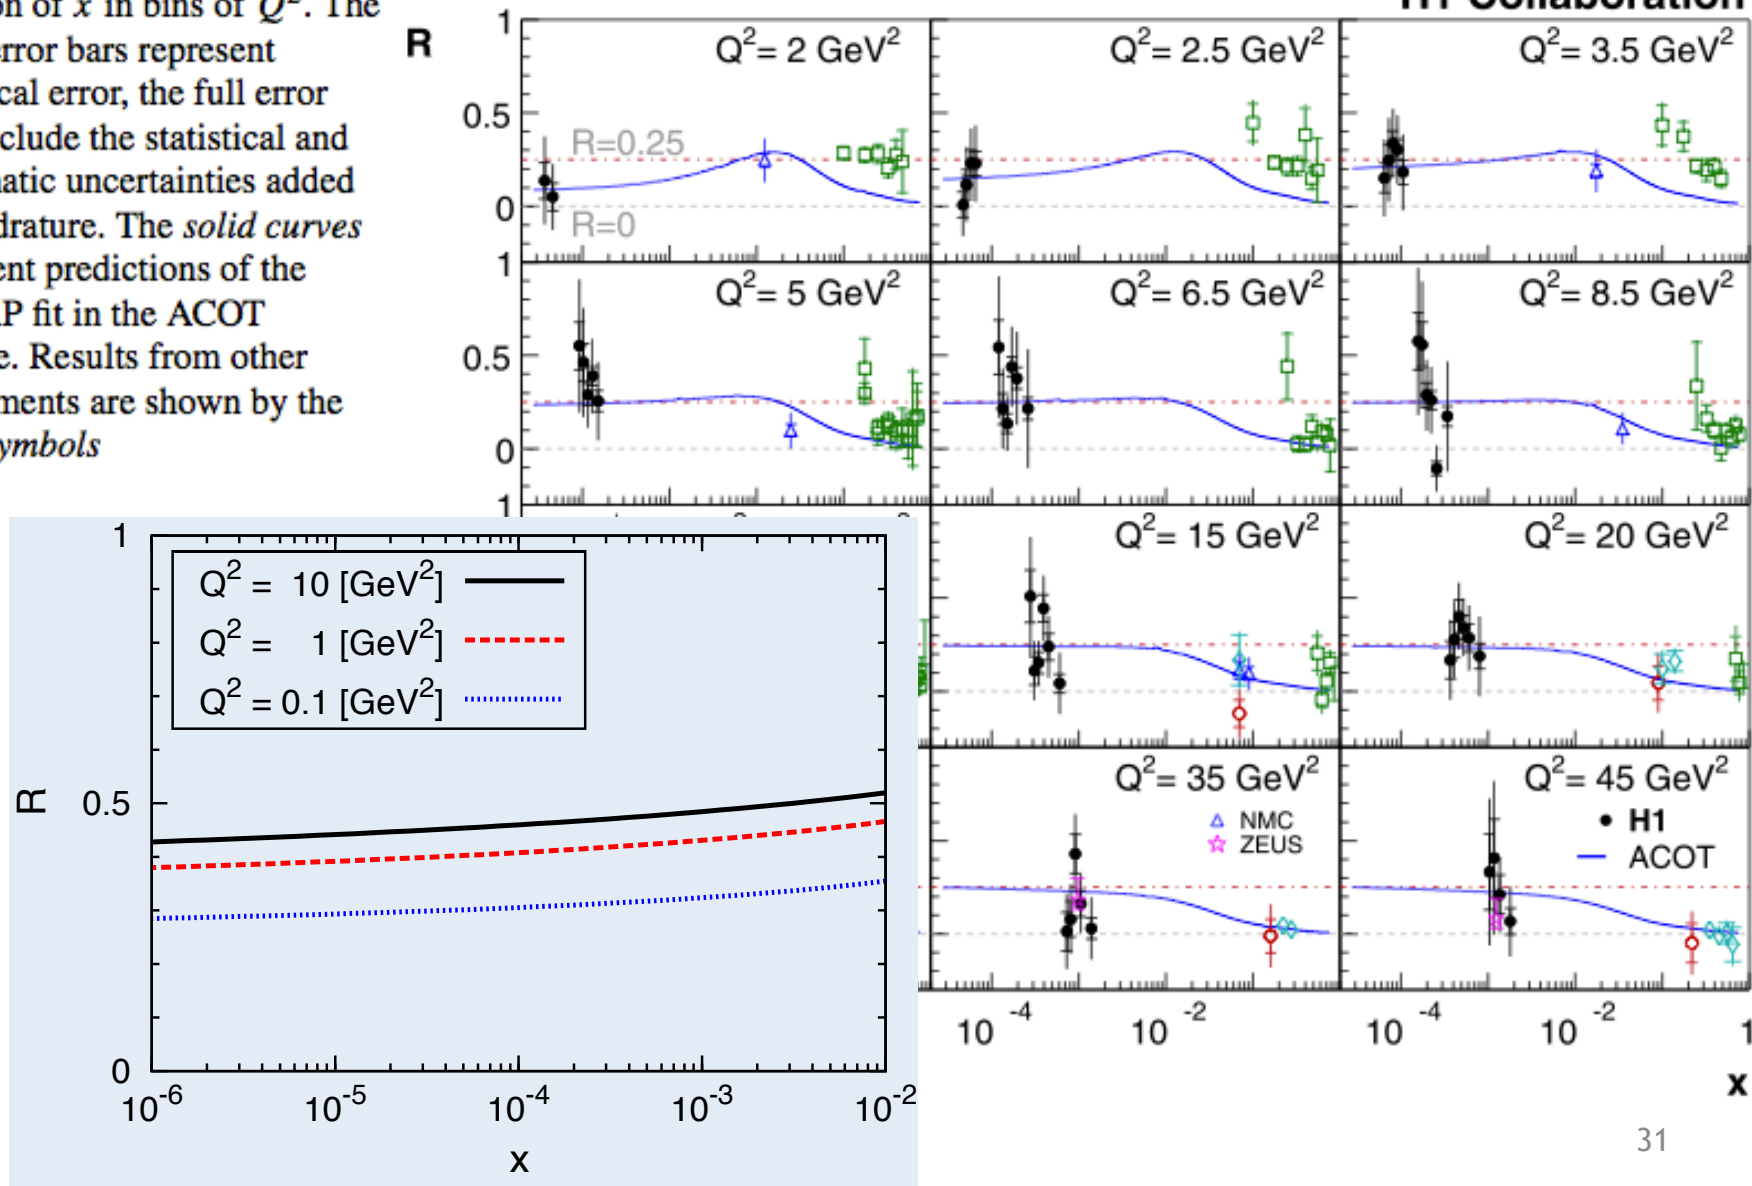 on of x in bins of Q². The
error bars represent
cal error, the full error
clude the statistical and
natic uncertainties added
drature. The solid curves
ent predictions of the
P fit in the ACOT
e. Results from other
ments are shown by the
ymbols
H1 Collaboration
R
1
0.5
0
Q²= 2 GeV²
R=0.25
R=0
Q²= 2.5 GeV²
Q²= 3.5 GeV²
1
0.5
0
Q²= 5 GeV²
Q²= 6.5 GeV²
Q²= 8.5 GeV²
1
Q²= 15 GeV²
Q²= 20 GeV²
Q²= 35 GeV²
NMC
ZEUS
Q²= 45 GeV²
H1
ACOT
10⁻⁴ 10⁻² 10⁻⁴ 10⁻² 1
x
1
Q² = 10 [GeV²]
Q² = 1 [GeV²]
Q² = 0.1 [GeV²]
R
0.5
0
10⁻⁶ 10⁻⁵ 10⁻⁴ 10⁻³ 10⁻²
x
31